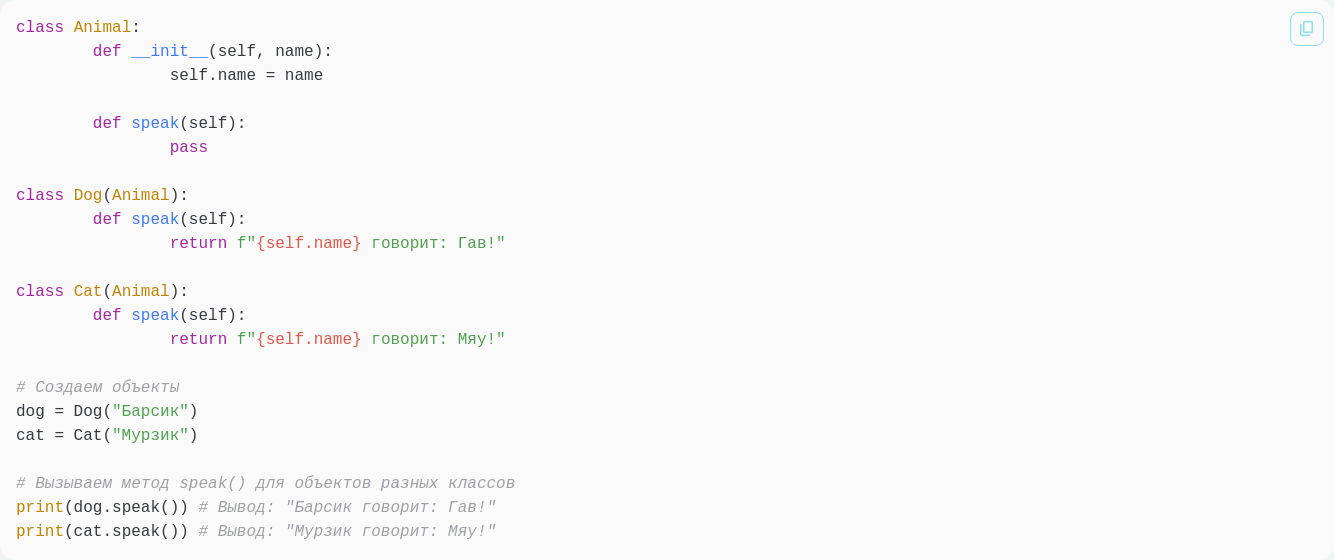 class Animal:
        def __init__(self, name):
                self.name = name

        def speak(self):
                pass

class Dog(Animal):
        def speak(self):
                return f"{self.name} говорит: Гав!"

class Cat(Animal):
        def speak(self):
                return f"{self.name} говорит: Мяу!"

# Создаем объекты
dog = Dog("Барсик")
cat = Cat("Мурзик")

# Вызываем метод speak() для объектов разных классов
print(dog.speak()) # Вывод: "Барсик говорит: Гав!"
print(cat.speak()) # Вывод: "Мурзик говорит: Мяу!"